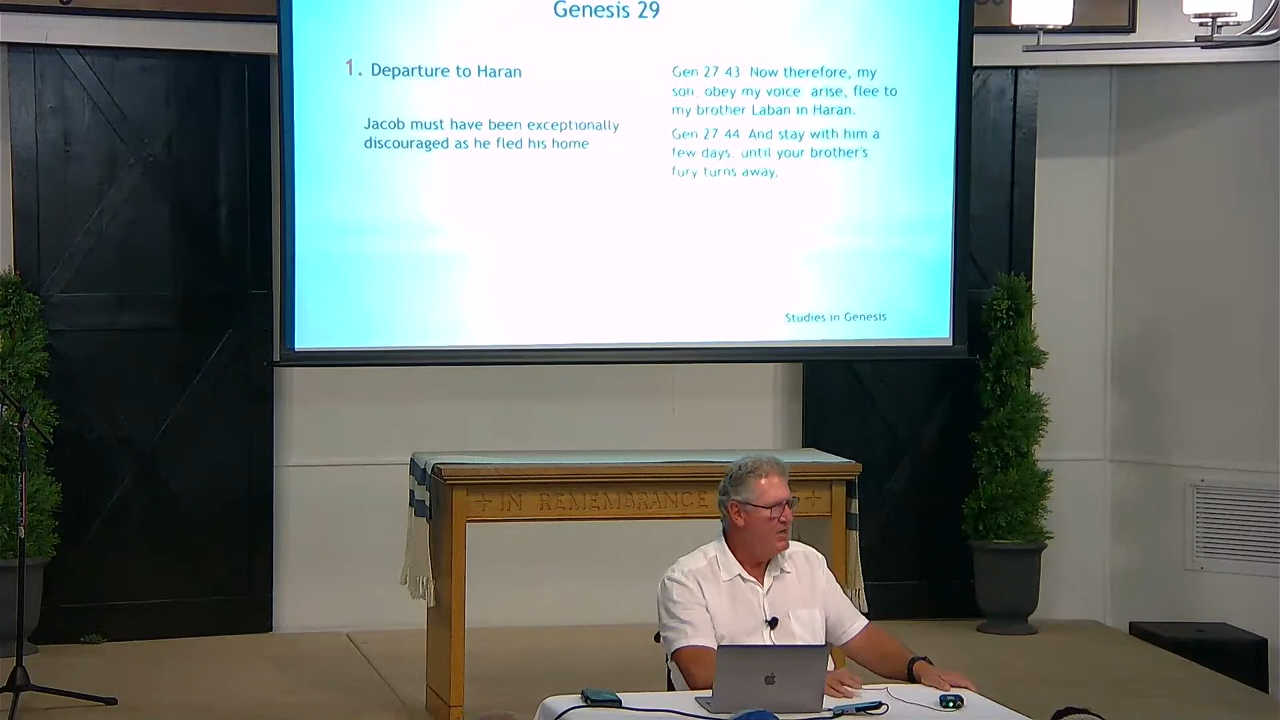 Genesis 29
1. Departure to Haran
Jacob must have been exceptionally
discouraged as he fled his home
Gen 27 43 Now therefore, my
son, obey my voice arise, flee to
my brother Laban in Haran.
Gen 27 44 And stay with him a
few days, until your brother's
fury turns away,
Studies in Genesis
IN REMEMBRANCE